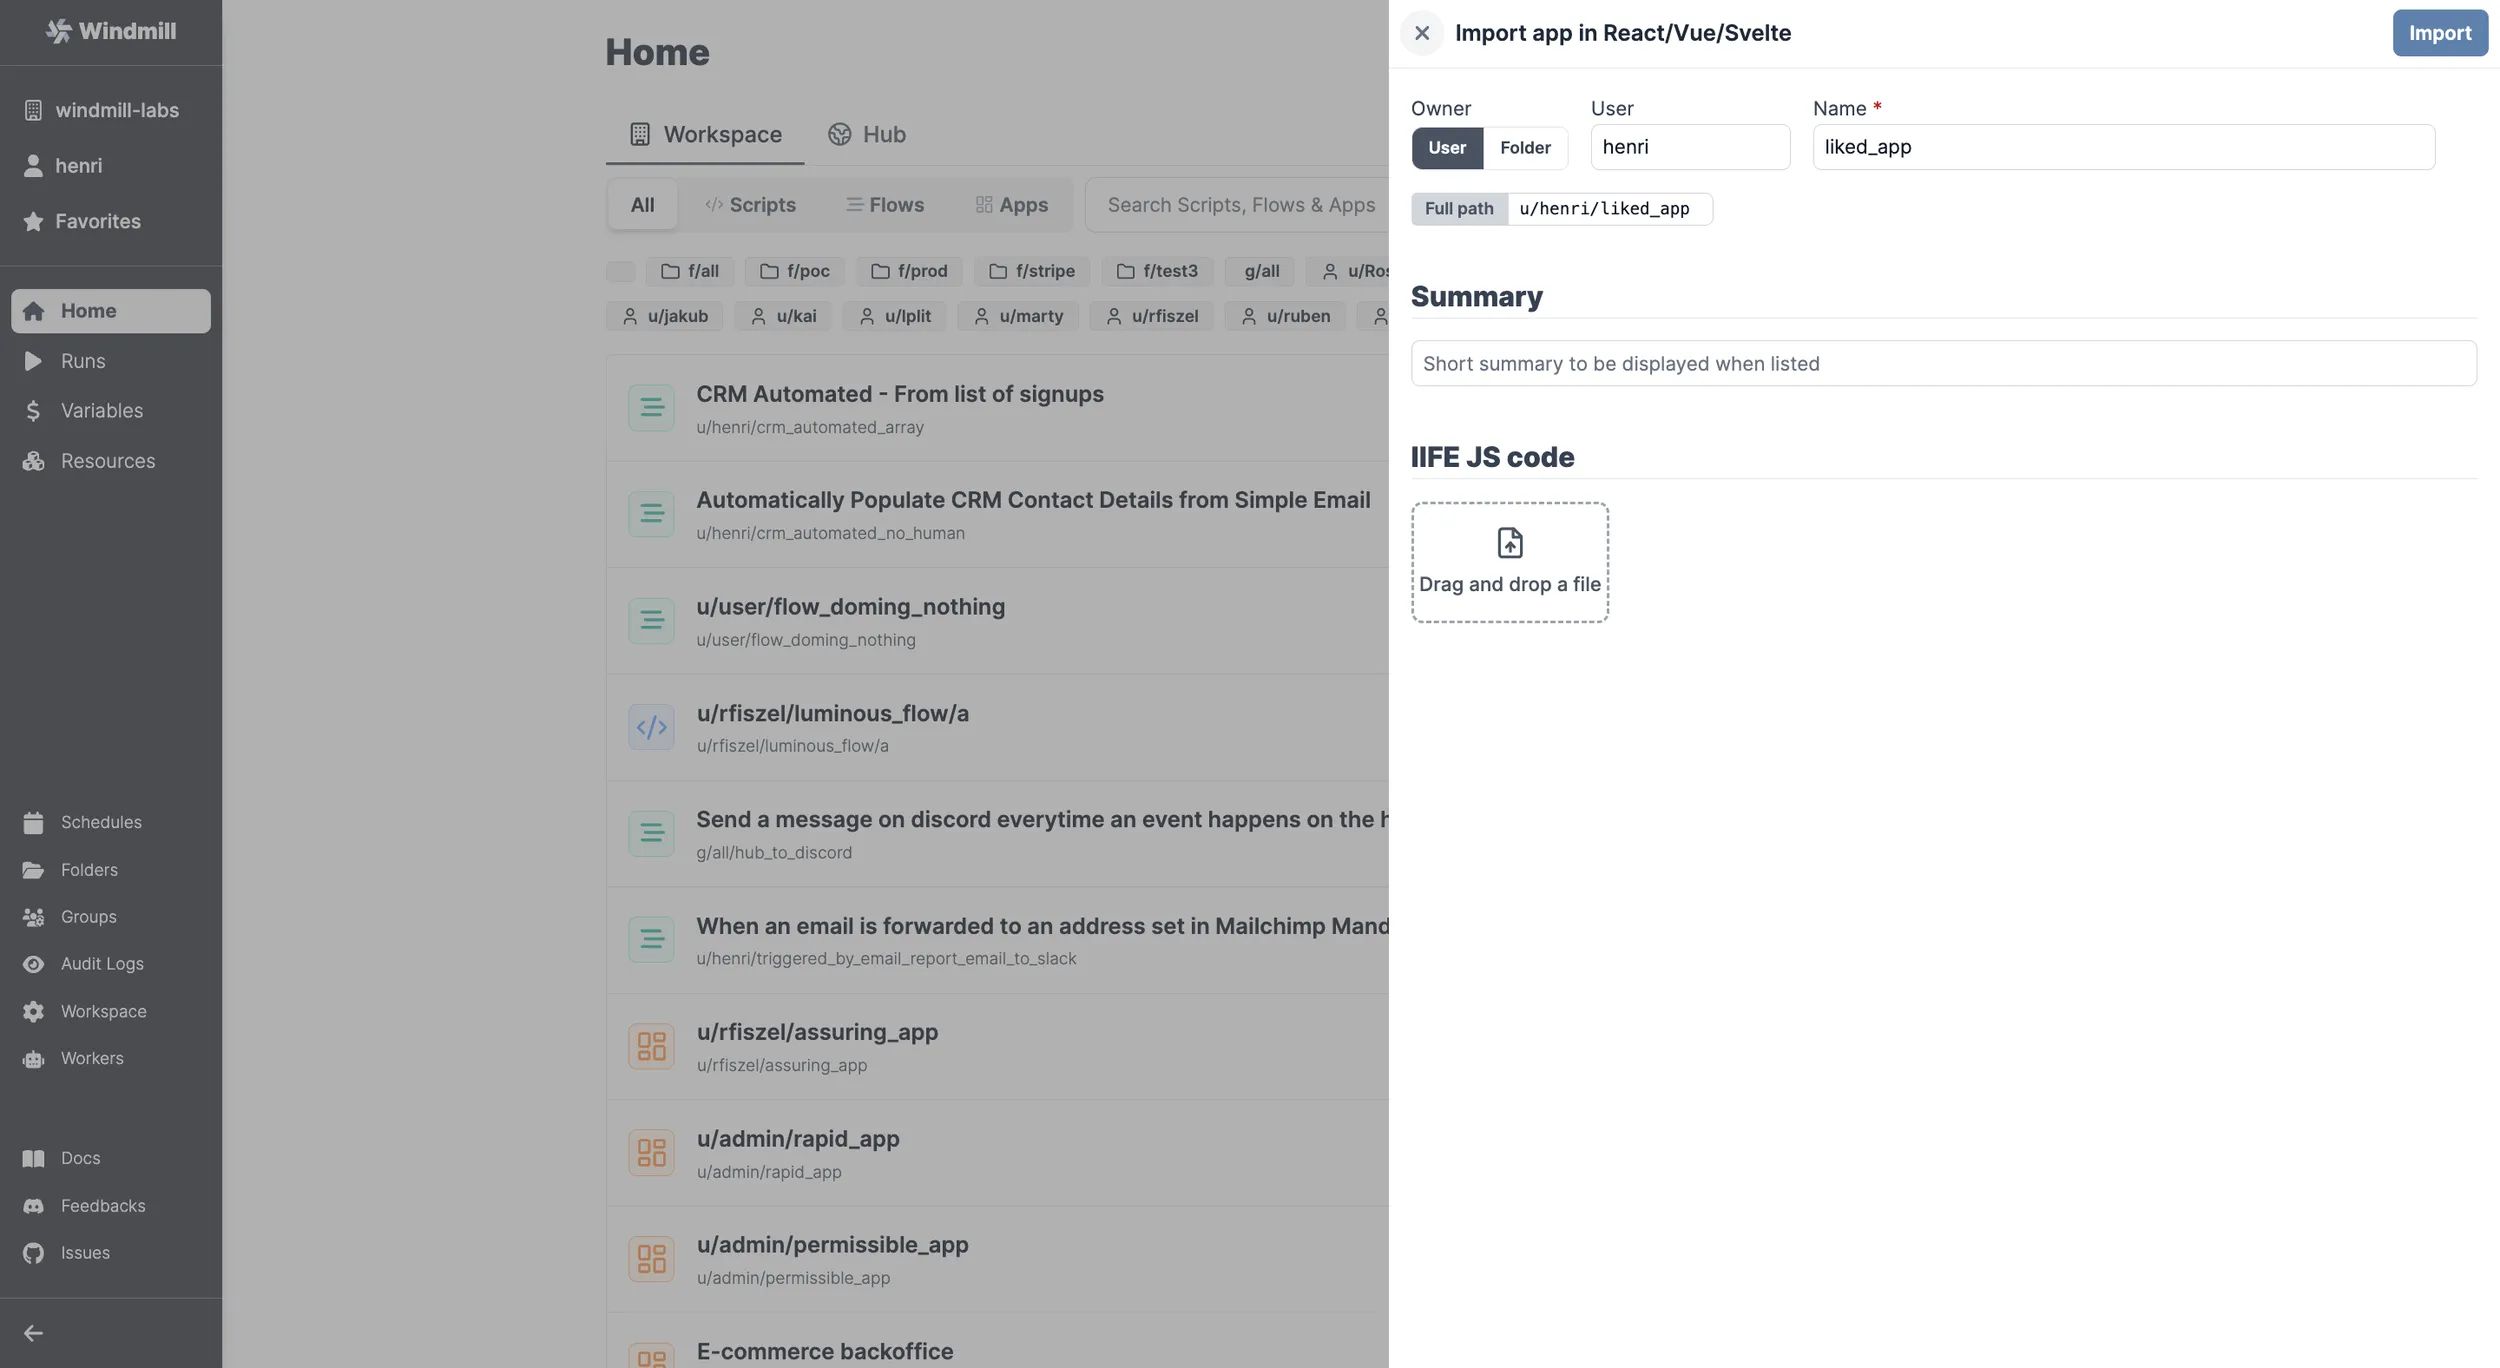 Windmill
windmill-labs
henri
Favorites
Home
Runs
Variables
Resources
Schedules
Folders
Groups
Audit Logs
Workspace
Workers
Docs
Feedbacks
Issues
Home
Workspace
Hub
All
Scripts
Flows
Apps
Search Scripts, Flows & Apps
f/all
f/poc
f/prod
f/stripe
f/test3
g/all
u/Ros
u/jakub
u/kai
u/lplit
u/marty
u/rfiszel
u/ruben
CRM Automated - From list of signups
u/henri/crm_automated_array
Automatically Populate CRM Contact Details from Simple Email
u/henri/crm_automated_no_human
u/user/flow_doming_nothing
u/user/flow_doming_nothing
u/rfiszel/luminous_flow/a
u/rfiszel/luminous_flow/a
Send a message on discord everytime an event happens on the h
g/all/hub_to_discord
When an email is forwarded to an address set in Mailchimp Mand
u/henri/triggered_by_email_report_email_to_slack
u/rfiszel/assuring_app
u/rfiszel/assuring_app
u/admin/rapid_app
u/admin/rapid_app
u/admin/permissible_app
u/admin/permissible_app
E-commerce backoffice
Import app in React/Vue/Svelte
Import
Owner
User
Name *
User
Folder
henri
liked_app
Full path
u/henri/liked_app
Summary
Short summary to be displayed when listed
IIFE JS code
Drag and drop a file